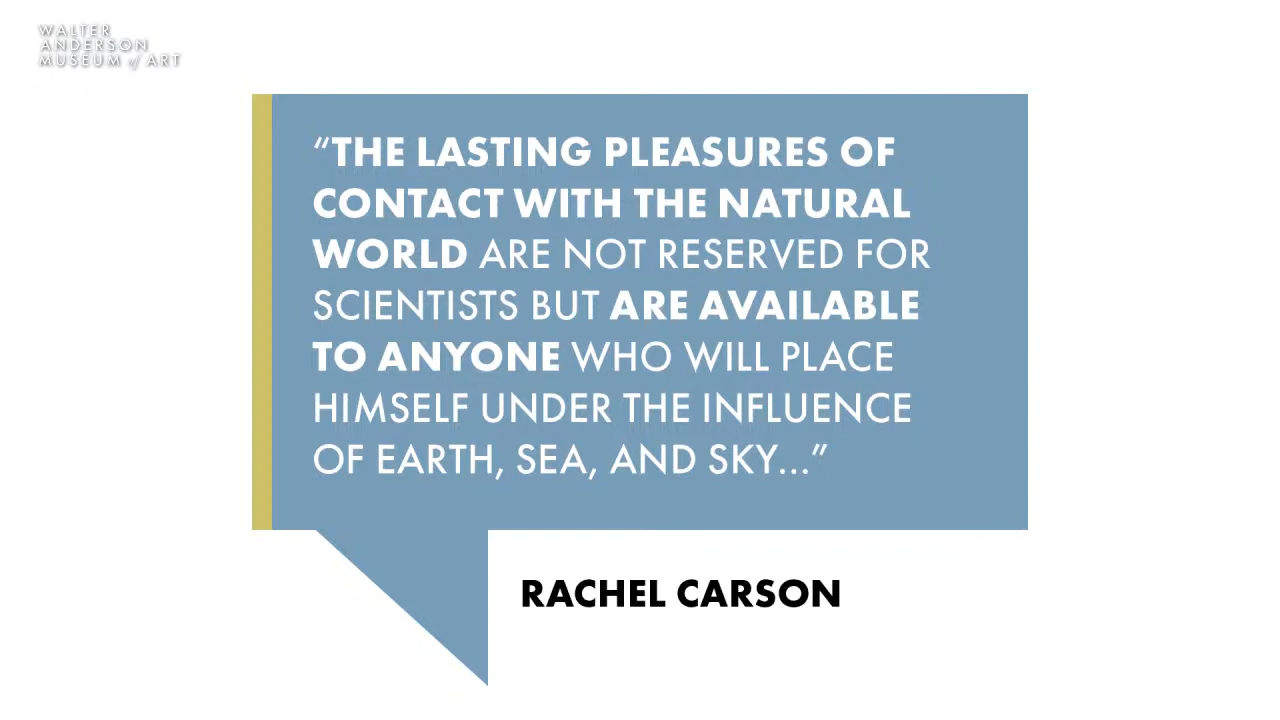 WALTER
ANDERSON
MUSEUM of ART
“THE LASTING PLEASURES OF
CONTACT WITH THE NATURAL
WORLD ARE NOT RESERVED FOR
SCIENTISTS BUT ARE AVAILABLE
TO ANYONE WHO WILL PLACE
HIMSELF UNDER THE INFLUENCE
OF EARTH, SEA, AND SKY...”
RACHEL CARSON